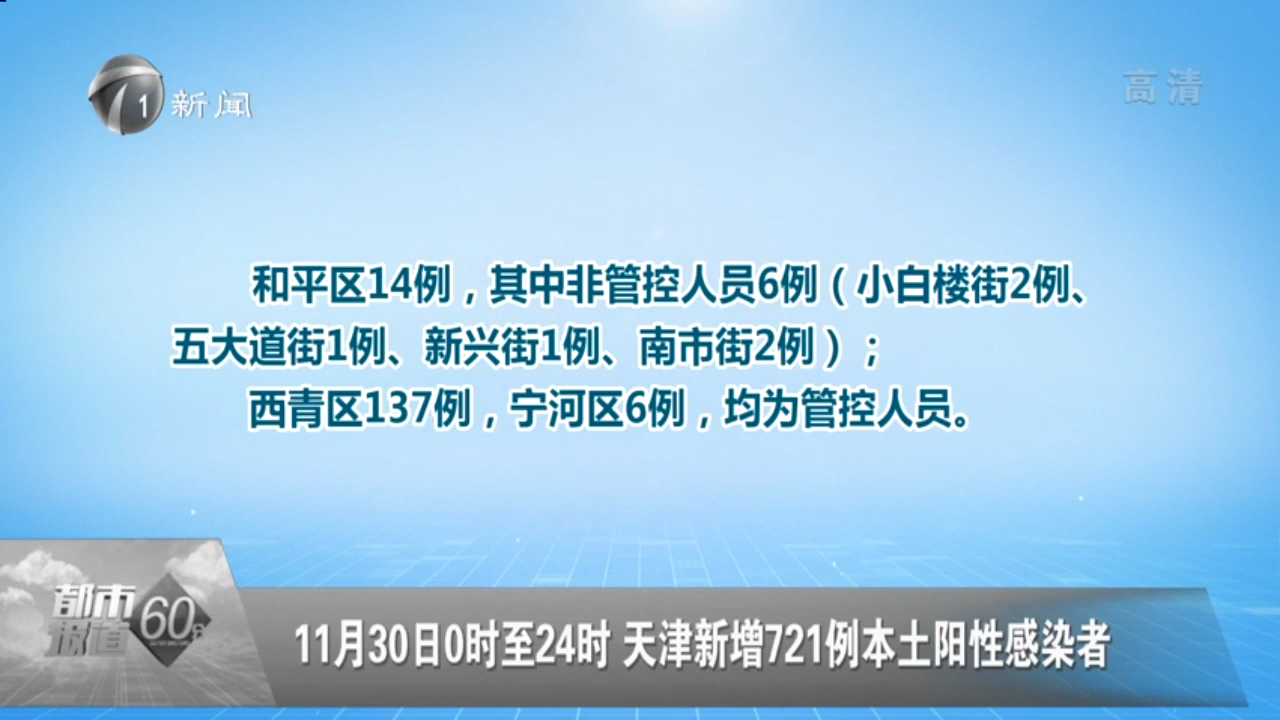 1 新闻
高清
和平区14例，其中非管控人员6例（小白楼街2例、
五大道街1例、新兴街1例、南市街2例）；
西青区137例，宁河区6例，均为管控人员。
都市
报道
60分
11月30日0时至24时 天津新增721例本土阳性感染者